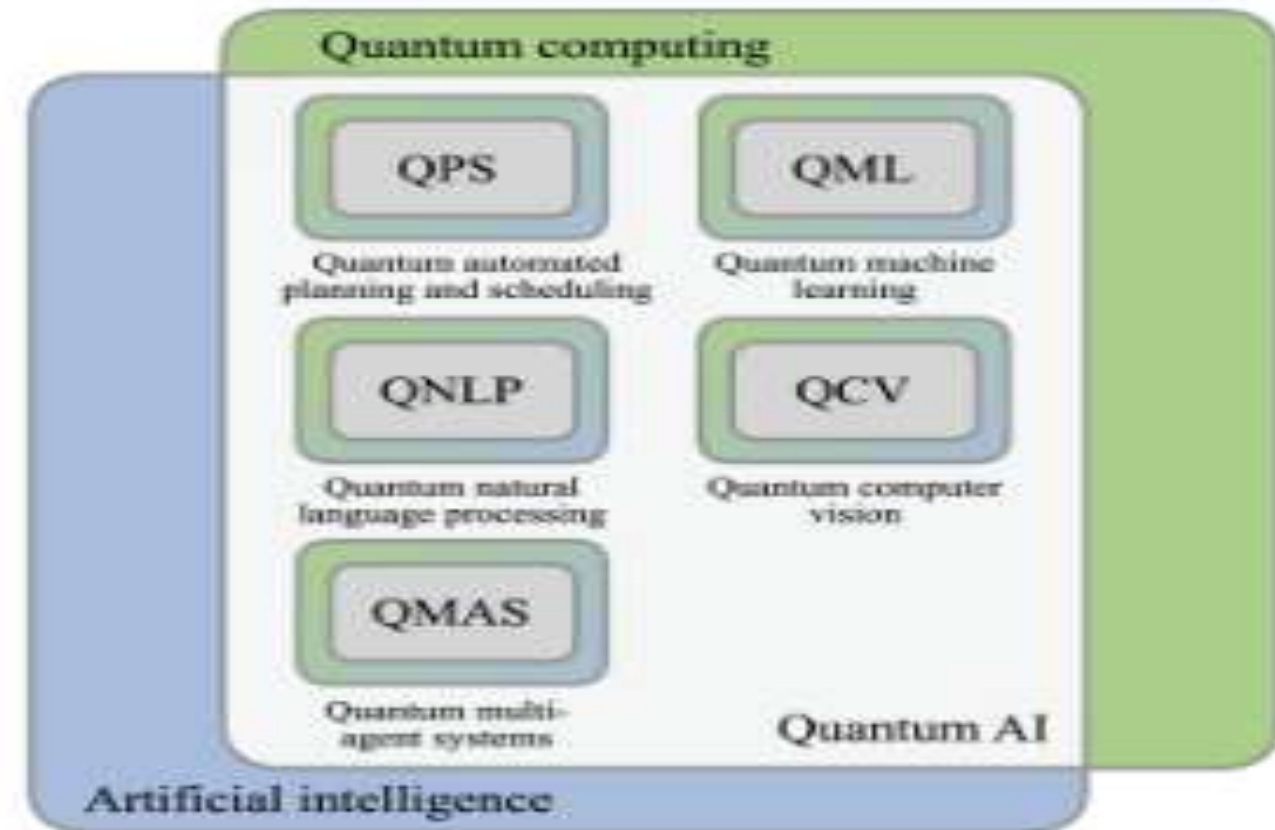 Quantum computing
QPS
Quantum automated
planning and scheduling
QML
Quantum machine
learning
QNLP
Quantum natural
language processing
QCV
Quantum computer
vision
QMAS
Quantum multi-
agent systems
Quantum AI
Artificial intelligence